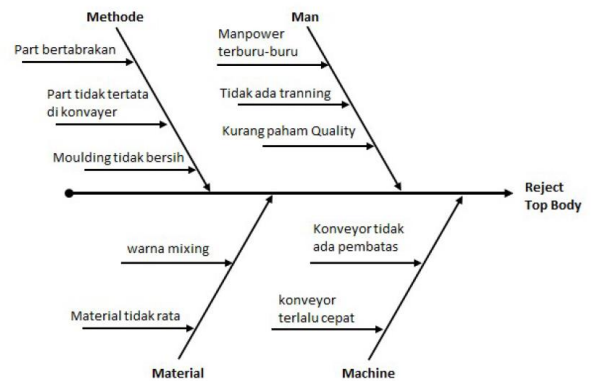 Methode
Man
Part bertabrakan
Part tidak tertata
di konvayer
Moulding tidak bersih
Manpower
terburu-buru
Tidak ada tranning
Kurang paham Quality
Reject
Top Body
warna mixing
Material tidak rata
Konveyor tidak
ada pembatas
konveyor
terlalu cepat
Material
Machine